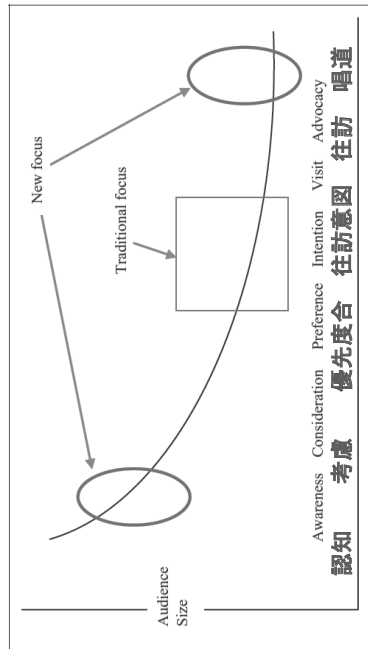 New focus
Traditional focus
Audience
Size
Awareness Consideration Preference Intention Visit Advocacy
認知 考慮 優先度合 往訪意図 往訪 唱道